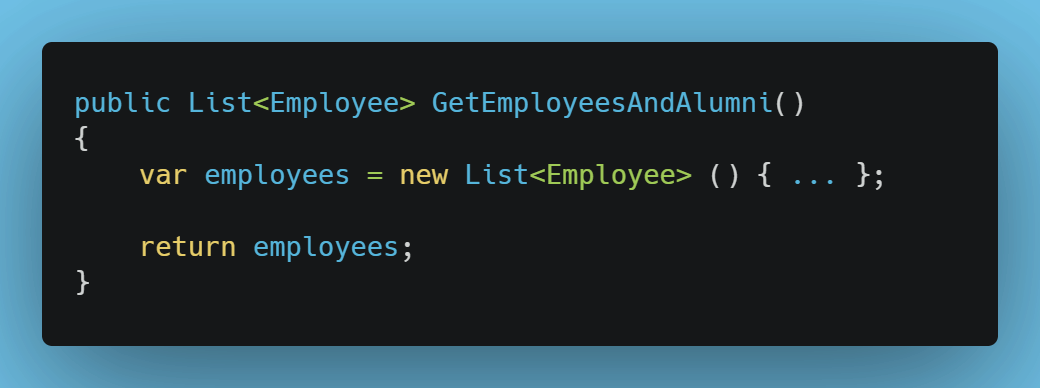 public List<Employee> GetEmployeesAndAlumni()
{
    var employees = new List<Employee> () { ... };
    return employees;
}